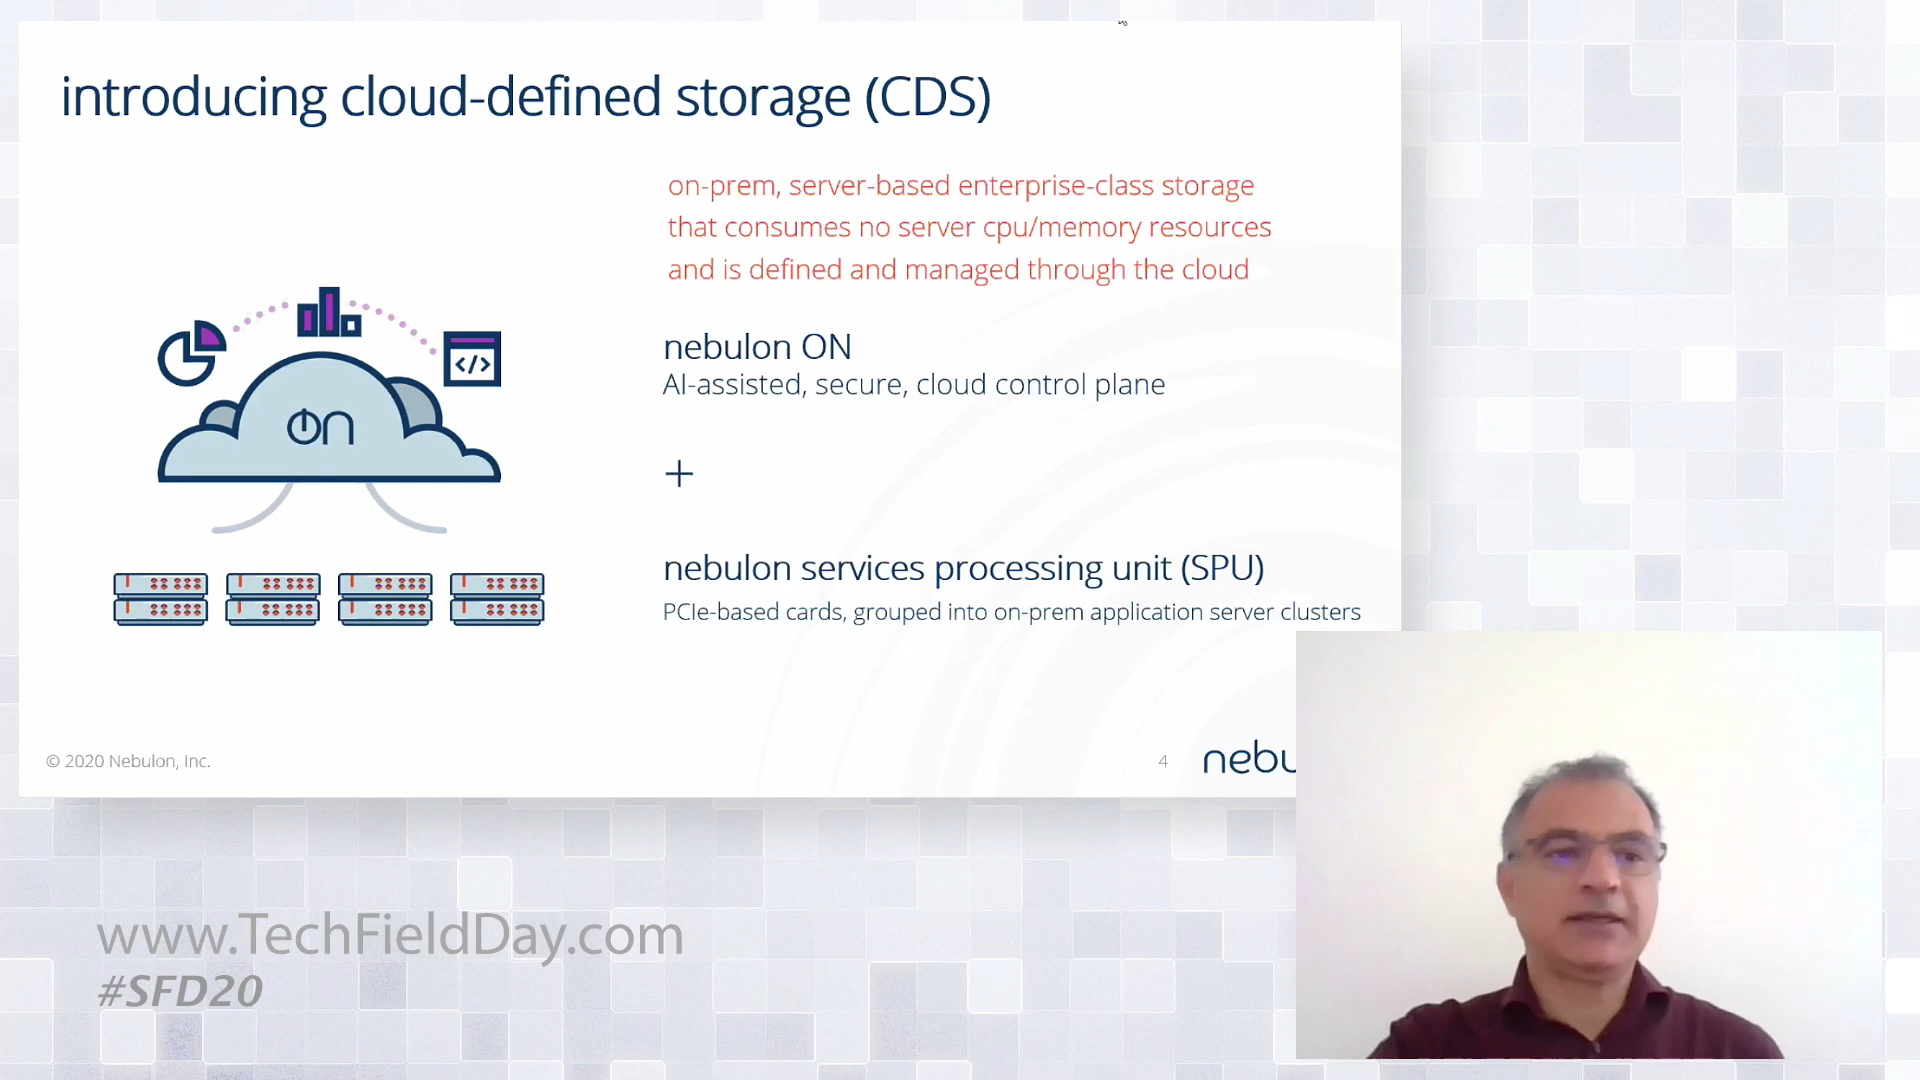 introducing cloud-defined storage (CDS)
on-prem, server-based enterprise-class storage
that consumes no server cpu/memory resources
and is defined and managed through the cloud
nebulon ON
AI-assisted, secure, cloud control plane
on
</>
+
nebulon services processing unit (SPU)
PCIe-based cards, grouped into on-prem application server clusters
© 2020 Nebulon, Inc.
4
nebu
www.TechFieldDay.com
#SFD20